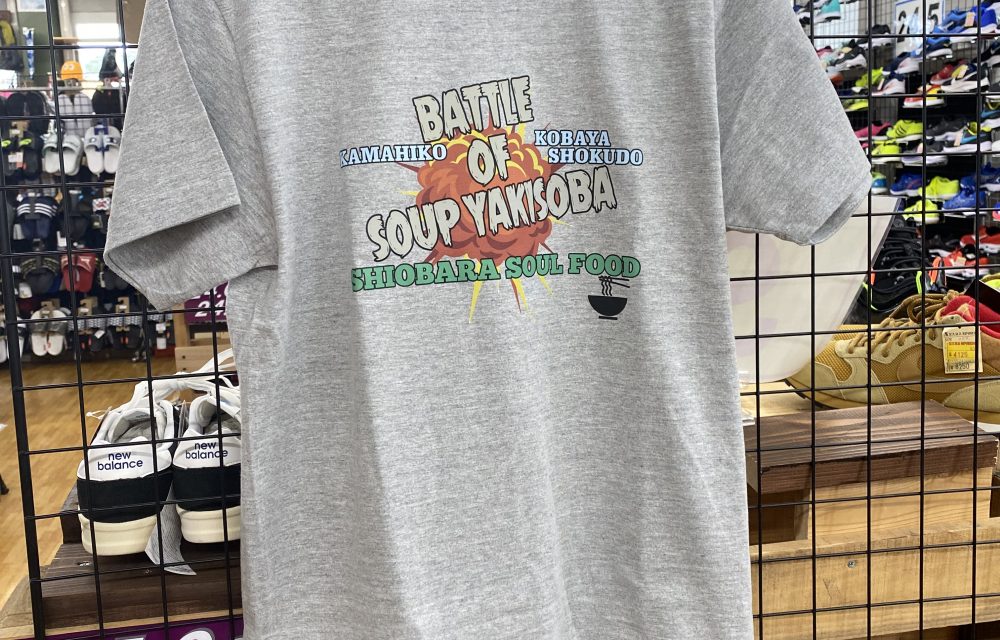 BATTLE
OF
KAMAHIKO
KOBAYA
SHOKUDO
SOUP YAKISOBA
SHIOBARA SOUL FOOD
new
balance
new
balance